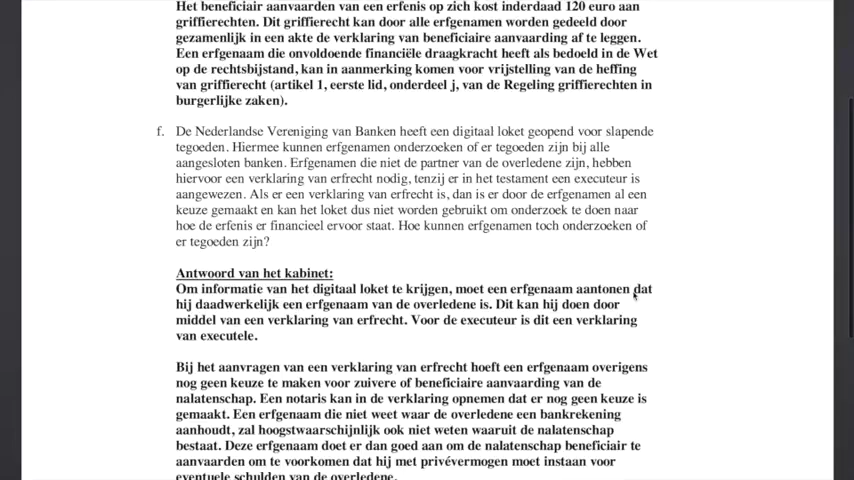 Het beneficiair aanvaarden van een erfenis op zich kost inderdaad 120 euro aan
griffierechten. Dit griffierecht kan door alle erfgenamen worden gedeeld door
gezamenlijk in een akte de verklaring van beneficiaire aanvaarding af te leggen.
Een erfgenaam die onvoldoende financiële draagkracht heeft als bedoeld in de Wet
op de rechtsbijstand, kan in aanmerking komen voor vrijstelling van de heffing
van griffierecht (artikel 1, eerste lid, onderdeel j, van de Regeling griffierechten in
burgerlijke zaken).
f. De Nederlandse Vereniging van Banken heeft een digitaal loket geopend voor slapende
tegoeden. Hiermee kunnen erfgenamen onderzoeken of er tegoeden zijn bij alle
aangesloten banken. Erfgenamen die niet de partner van de overledene zijn, hebben
hiervoor een verklaring van erfrecht nodig, tenzij er in het testament een executeur is
aangewezen. Als er een verklaring van erfrecht is, dan is er door de erfgenamen al een
keuze gemaakt en kan het loket dus niet worden gebruikt om onderzoek te doen naar
hoe de erfenis er financieel ervoor staat. Hoe kunnen erfgenamen toch onderzoeken of
er tegoeden zijn?
Antwoord van het kabinet:
Om informatie van het digitaal loket te krijgen, moet een erfgenaam aantonen dat
hij daadwerkelijk een erfgenaam van de overledene is. Dit kan hij doen door
middel van een verklaring van erfrecht. Voor de executeur is dit een verklaring
van executele.
Bij het aanvragen van een verklaring van erfrecht hoeft een erfgenaam overigens
nog geen keuze te maken voor zuivere of beneficiaire aanvaarding van de
nalatenschap. Een notaris kan in de verklaring opnemen dat er nog geen keuze is
gemaakt. Een erfgenaam die niet weet waar de overledene een bankrekening
aanhoudt, zal hoogstwaarschijnlijk ook niet weten waaruit de nalatenschap
bestaat. Deze erfgenaam doet er dan goed aan om de nalatenschap beneficiair te
aanvaarden om te voorkomen dat hij met privévermogen moet instaan voor
eventuele schulden van de overledene.